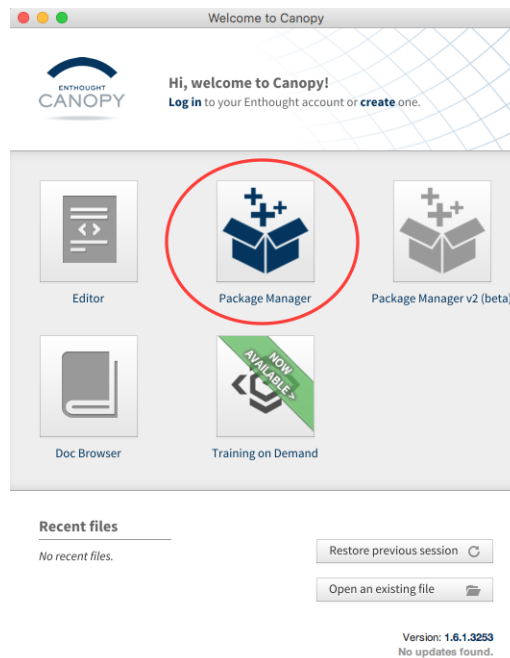 Welcome to Canopy
ENTHOUGHT
CANOPY
Hi, welcome to Canopy!
Log in to your Enthought account or create one.
Editor
Package Manager
Package Manager v2 (beta)
NOW
AVAILABLE >
Doc Browser
Training on Demand
Recent files
No recent files.
Restore previous session
Open an existing file
Version: 1.6.1.3253
No updates found.